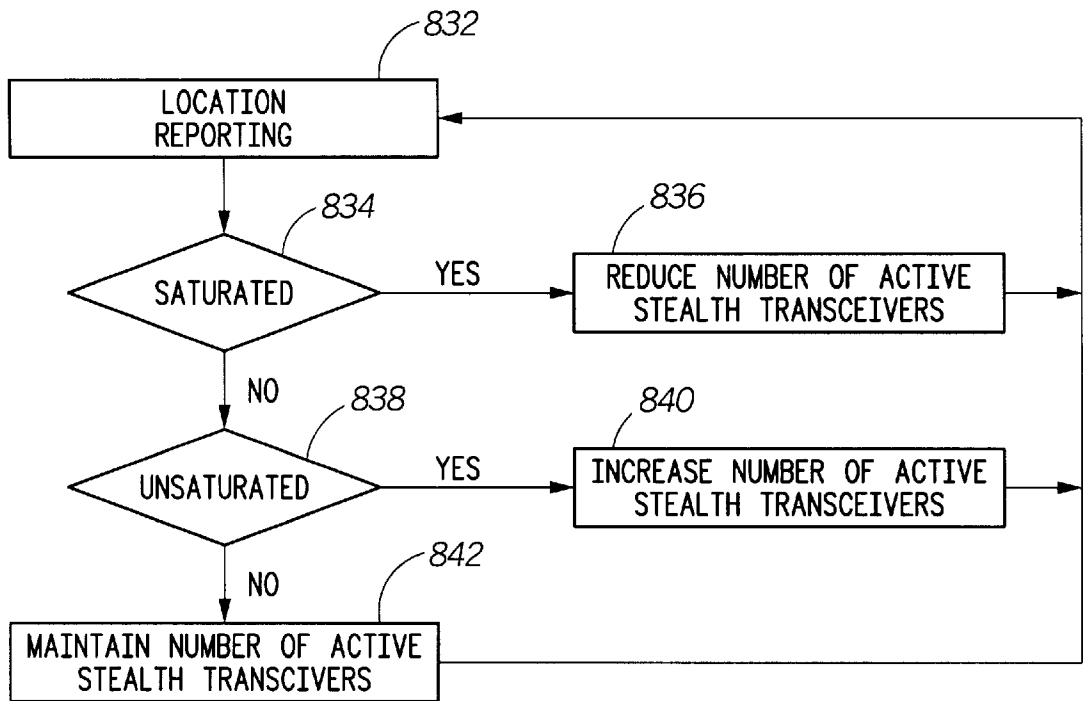 832
LOCATION
REPORTING
834
SATURATED
YES
836
REDUCE NUMBER OF ACTIVE
STEALTH TRANSCEIVERS
NO
838
UNSATURATED
YES
840
INCREASE NUMBER OF ACTIVE
STEALTH TRANSCEIVERS
NO
842
MAINTAIN NUMBER OF ACTIVE
STEALTH TRANSCIVERS